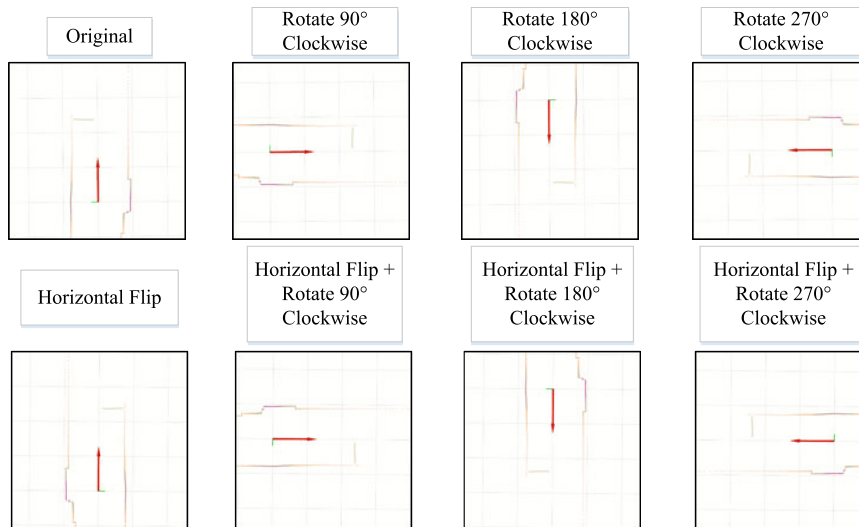 Original
Rotate 90°
Clockwise
Rotate 180°
Clockwise
Rotate 270°
Clockwise
Horizontal Flip
Horizontal Flip +
Rotate 90°
Clockwise
Horizontal Flip +
Rotate 180°
Clockwise
Horizontal Flip +
Rotate 270°
Clockwise